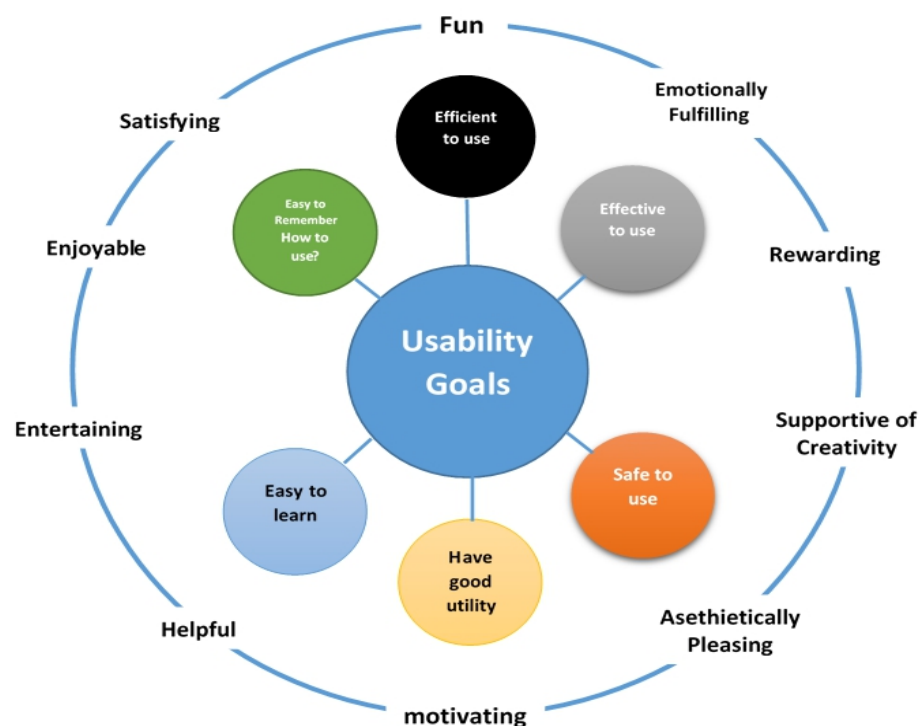 Fun
Emotionally
Fulfilling
Satisfying
Efficient
to use
Easy to
Remember
How to
use?
Effective
to use
Enjoyable
Rewarding
Usability
Goals
Entertaining
Supportive of
Creativity
Easy to
learn
Safe to
use
Have
good
utility
Helpful
Asethietically
Pleasing
motivating